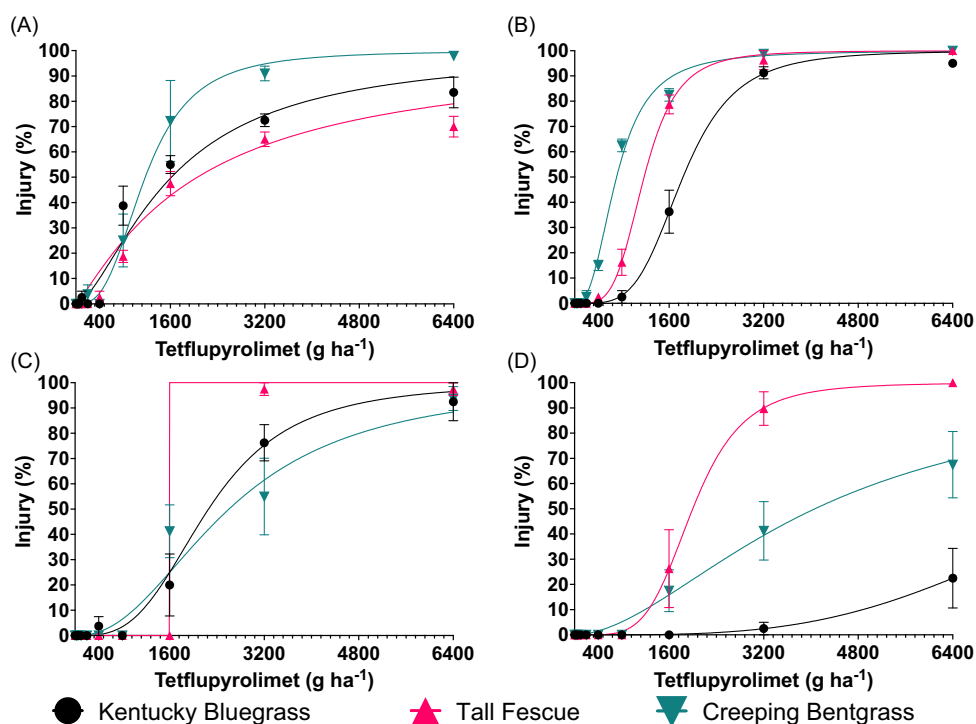 (A)
100
90
80
70
60
50
40
30
20
10
0
Injury (%)
400 1600 3200 4800 6400
Tetflupyrolimet (g ha⁻¹)
(B)
100
90
80
70
60
50
40
30
20
10
0
Injury (%)
400 1600 3200 4800 6400
Tetflupyrolimet (g ha⁻¹)
(C)
100
90
80
70
60
50
40
30
20
10
0
Injury (%)
400 1600 3200 4800 6400
Tetflupyrolimet (g ha⁻¹)
(D)
100
90
80
70
60
50
40
30
20
10
0
Injury (%)
400 1600 3200 4800 6400
Tetflupyrolimet (g ha⁻¹)
Kentucky Bluegrass Tall Fescue Creeping Bentgrass